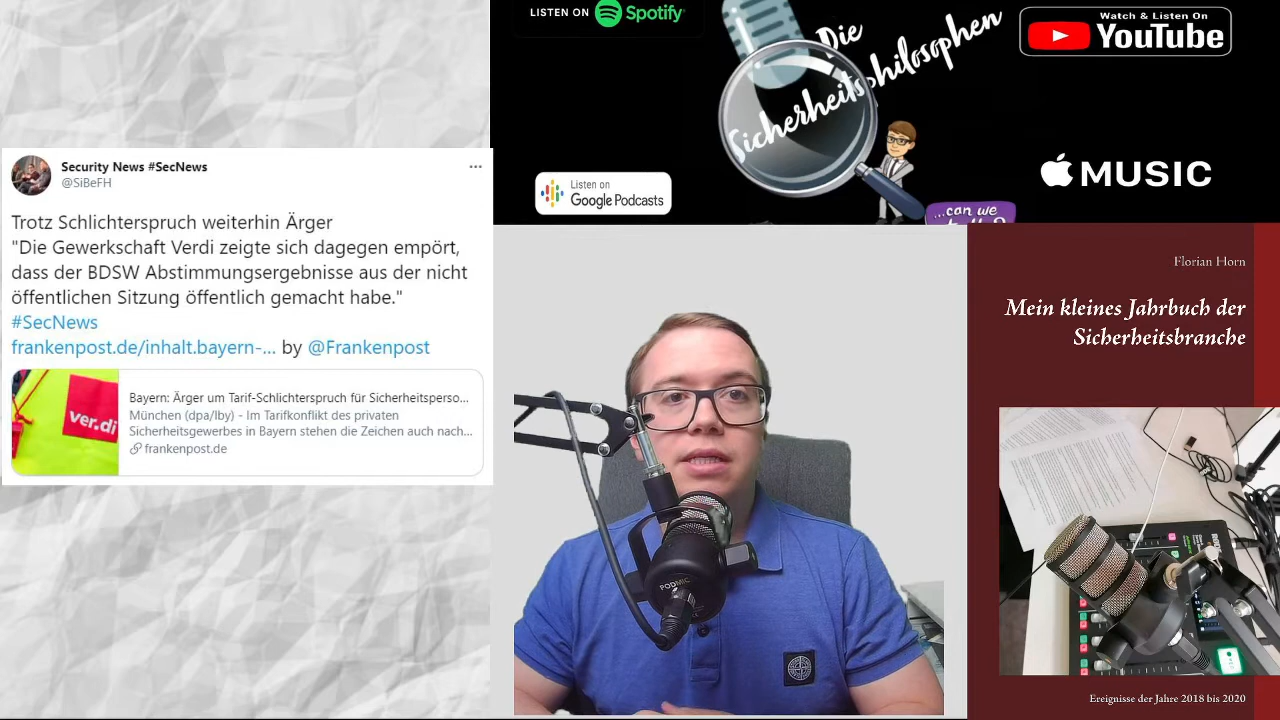 Security News #SecNews
@SiBeFH
Trotz Schlichterspruch weiterhin Ärger
"Die Gewerkschaft Verdi zeigte sich dagegen empört,
dass der BDSW Abstimmungsergebnisse aus der nicht
öffentlichen Sitzung öffentlich gemacht habe."
#SecNews
frankenpost.de/inhalt.bayern-... by @Frankenpost
ver.di
Bayern: Ärger um Tarif-Schlichterspruch für Sicherheitsperso...
München (dpa/lby) - Im Tarifkonflikt des privaten
Sicherheitsgewerbes in Bayern stehen die Zeichen auch nach...
frankenpost.de
LISTEN ON Spotify
Die
Sicherheitsphilosophen
Watch & Listen On
YouTube
Listen on
Google Podcasts
MUSIC
...can we
PODMIC
Florian Horn
Mein kleines Jahrbuch der
Sicherheitsbranche
Ereignisse der Jahre 2018 bis 2020